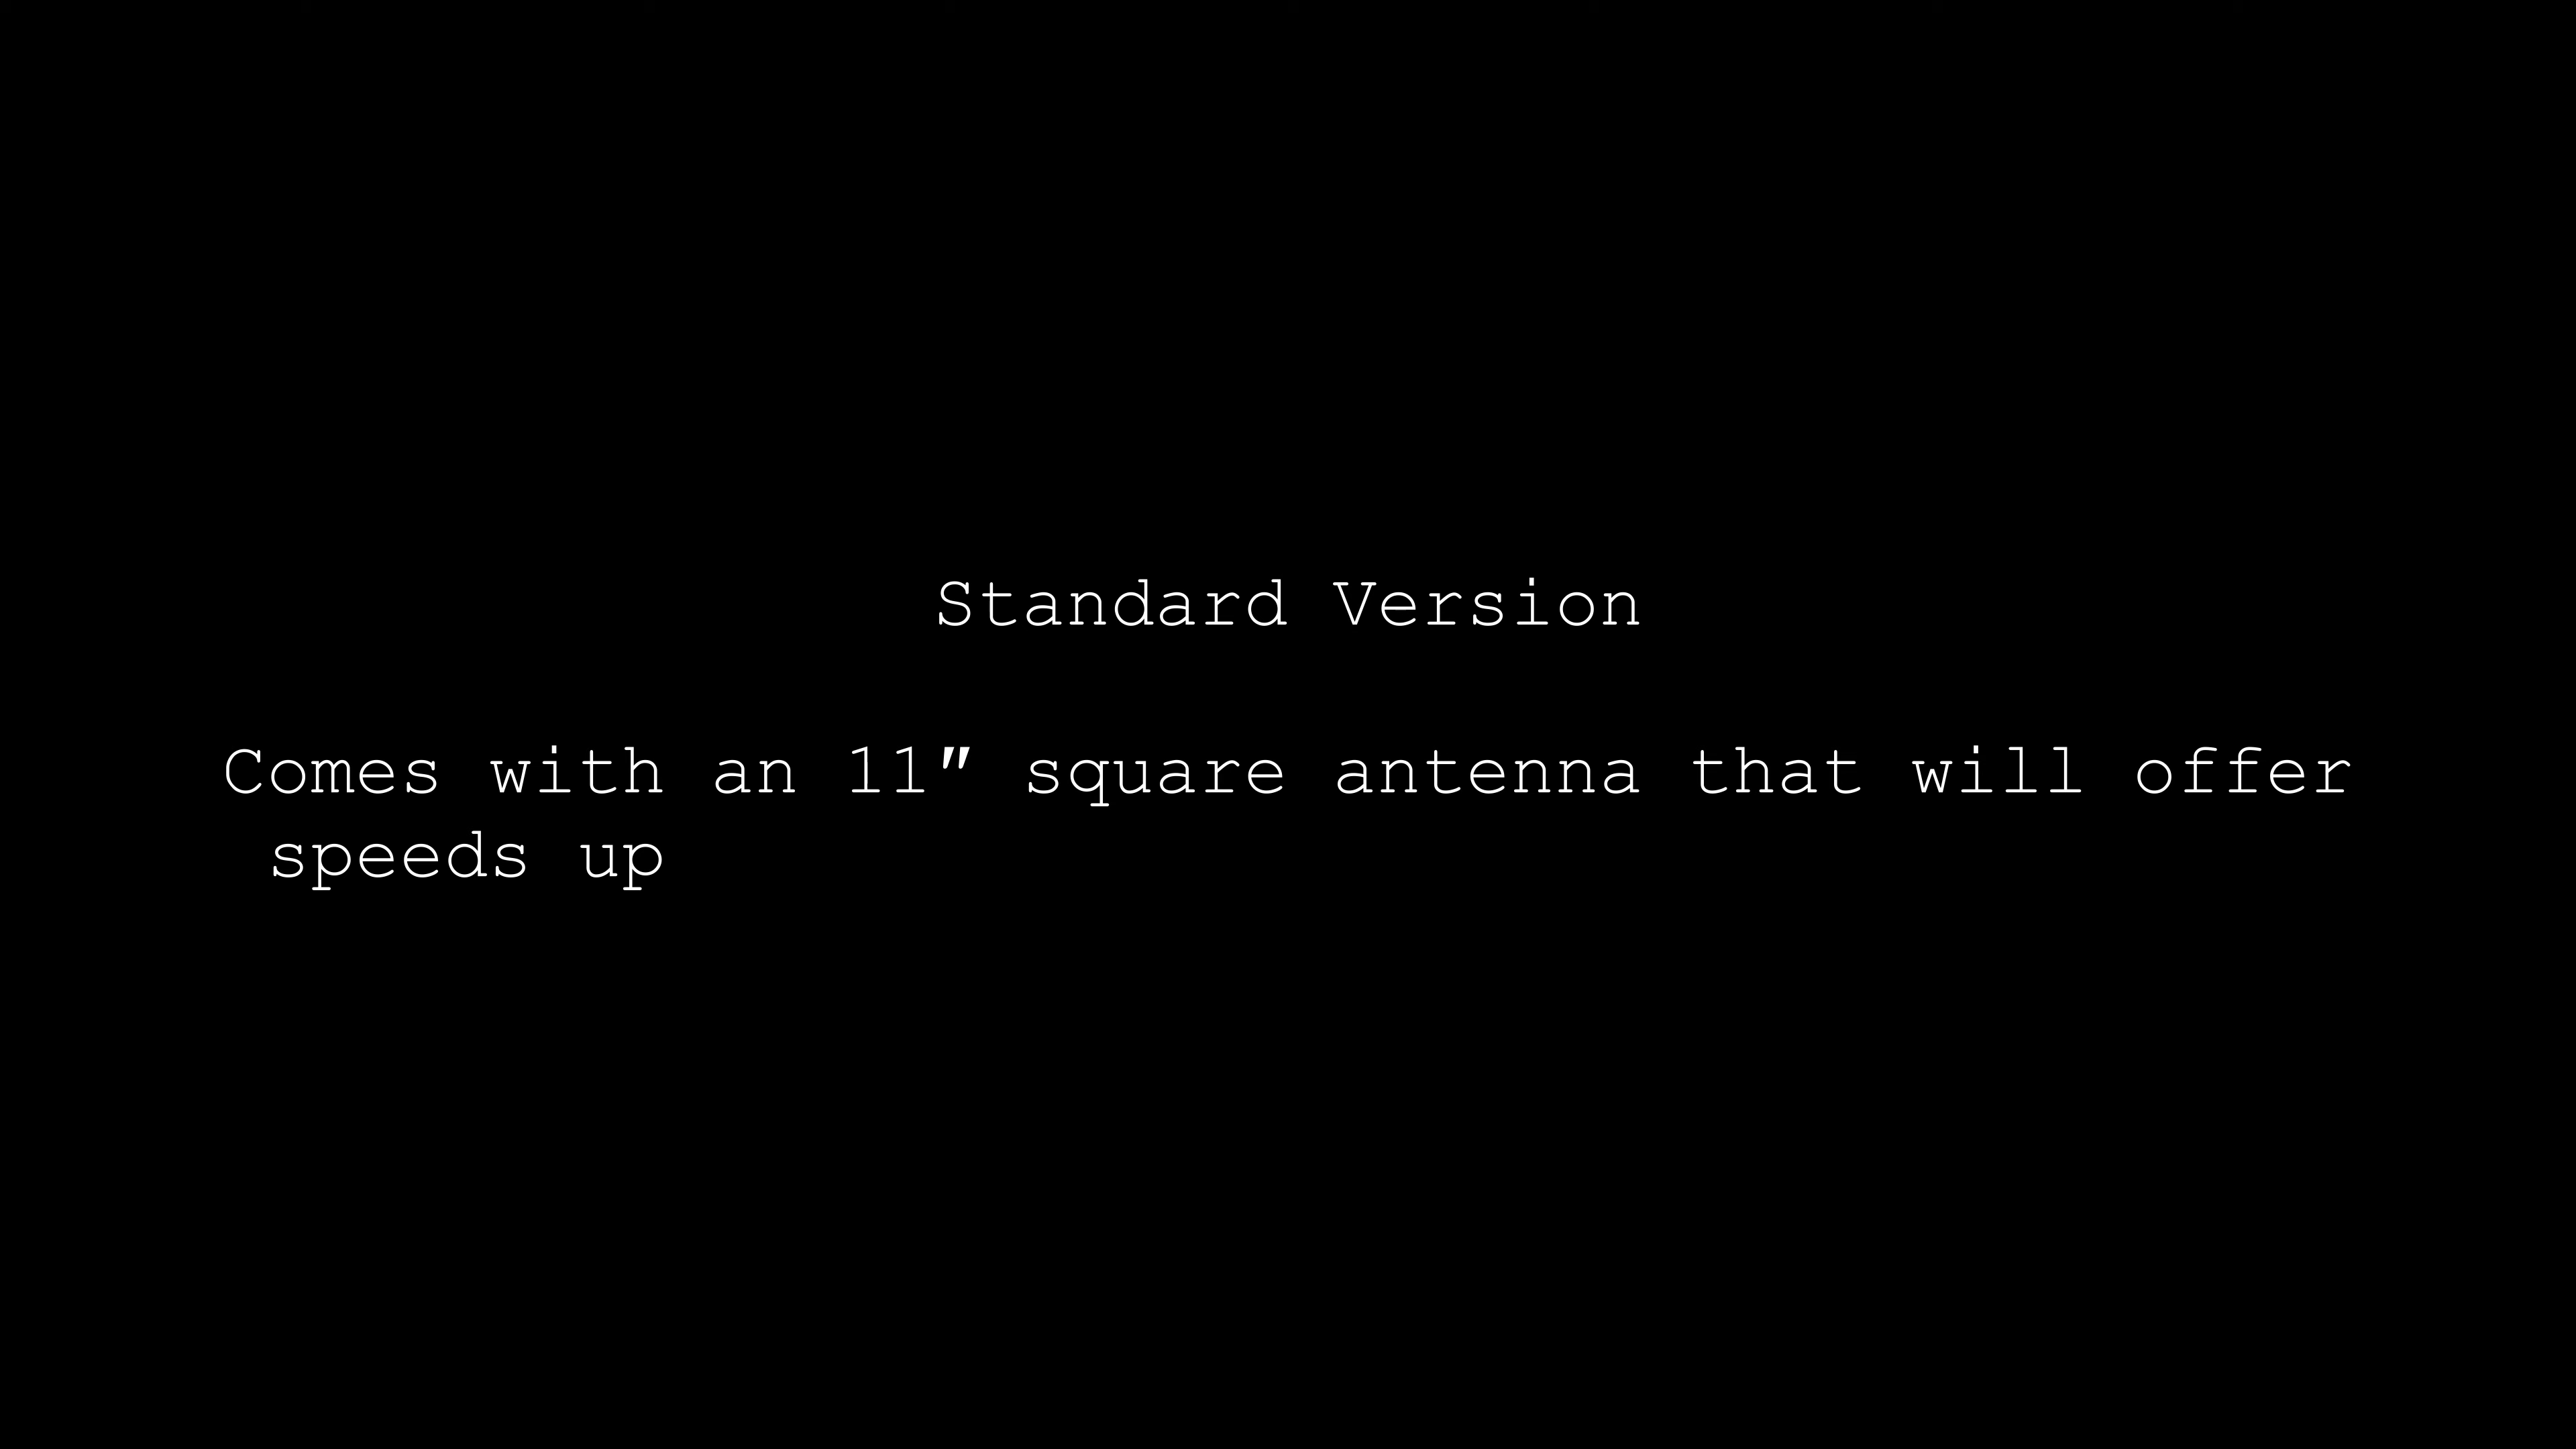 Standard Version
Comes with an 11″ square antenna that will offer
speeds up